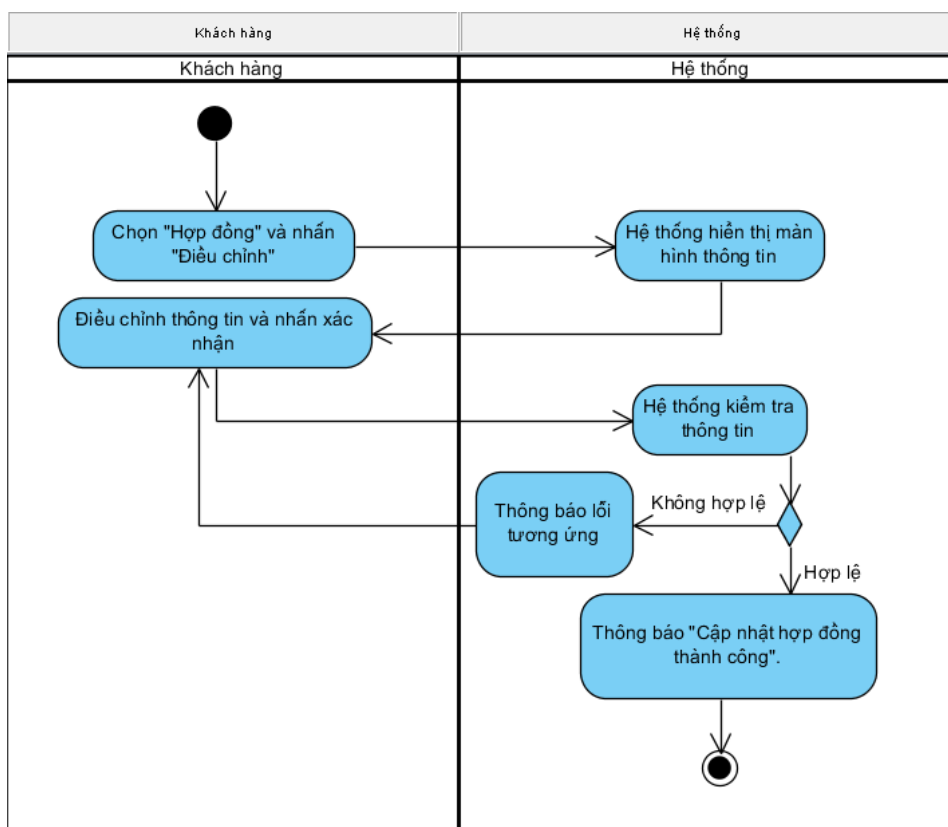 Khách hàng
Hệ thống
Khách hàng
Hệ thống
Chọn "Hợp đồng" và nhấn
"Điều chỉnh"
Hệ thống hiển thị màn
hình thông tin
Điều chỉnh thông tin và nhấn xác
nhận
Hệ thống kiểm tra
thông tin
Không hợp lệ
Thông báo lỗi
tương ứng
Hợp lệ
Thông báo "Cập nhật hợp đồng
thành công".